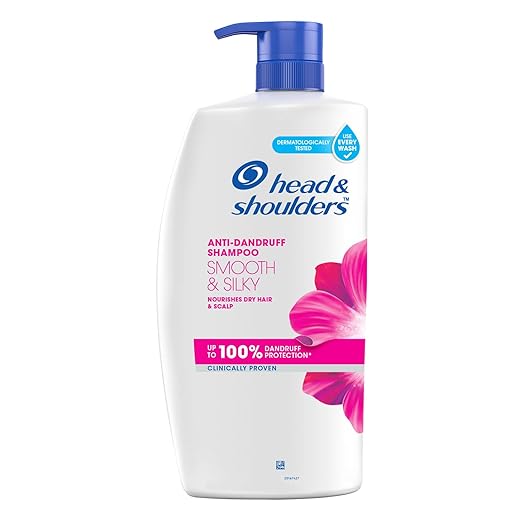 DERMATOLOGICALLY
TESTED
USE
EVERY
WASH
head &
shoulders™
ANTI-DANDRUFF
SHAMPOO
SMOOTH
& SILKY
NOURISHES DRY HAIR
& SCALP
UP TO 100% DANDRUFF PROTECTION*
CLINICALLY PROVEN